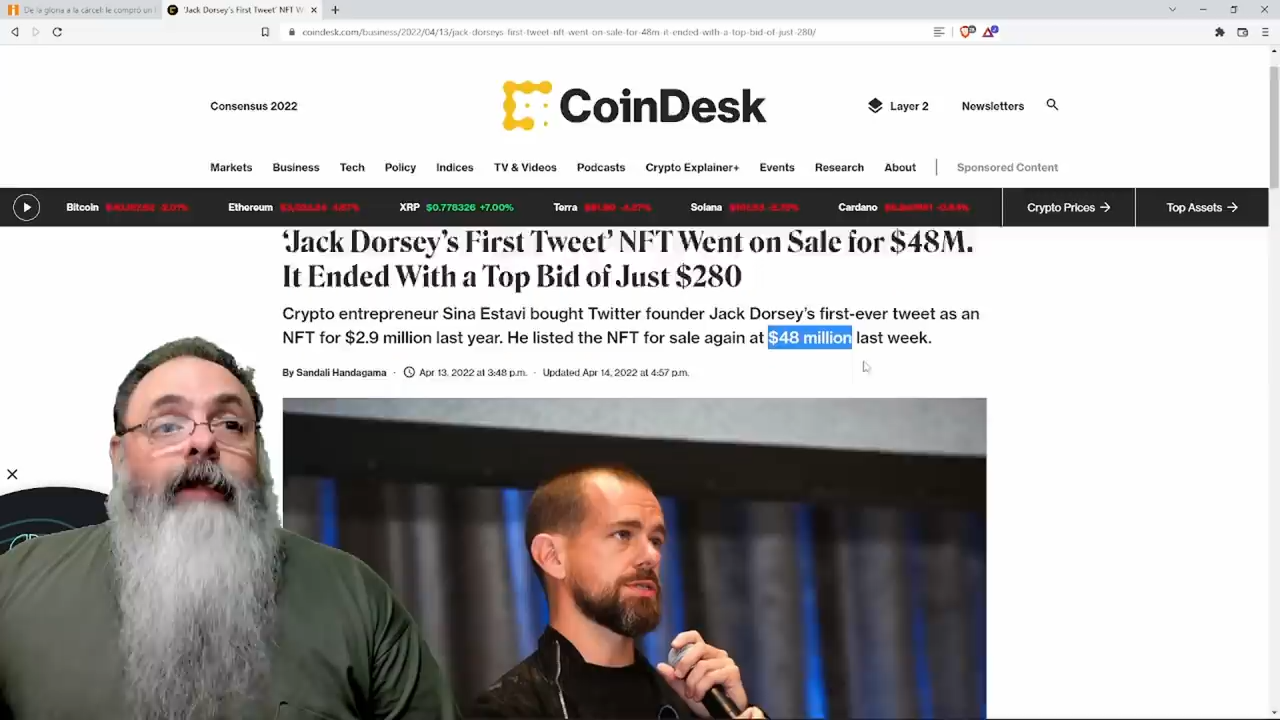 De la gloria a la cárcel: le compró un
'Jack Dorsey's First Tweet' NFT W
coindesk.com/business/2022/04/13/jack-dorseys-first-tweet-nft-went-on-sale-for-48m-it-ended-with-a-top-bid-of-just-280/
Consensus 2022
CoinDesk
Layer 2
Newsletters
Markets
Business
Tech
Policy
Indices
TV & Videos
Podcasts
Crypto Explainer+
Events
Research
About
Sponsored Content
Bitcoin
Ethereum
XRP $0.776326 +7.00%
Terra
Solana
Cardano
Crypto Prices →
Top Assets →
'Jack Dorsey's First Tweet' NFT Went on Sale for $48M.
It Ended With a Top Bid of Just $280
Crypto entrepreneur Sina Estavi bought Twitter founder Jack Dorsey's first-ever tweet as an
NFT for $2.9 million last year. He listed the NFT for sale again at $48 million last week.
By Sandali Handagama · Apr 13, 2022 at 3:48 p.m. · Updated Apr 14, 2022 at 4:57 p.m.